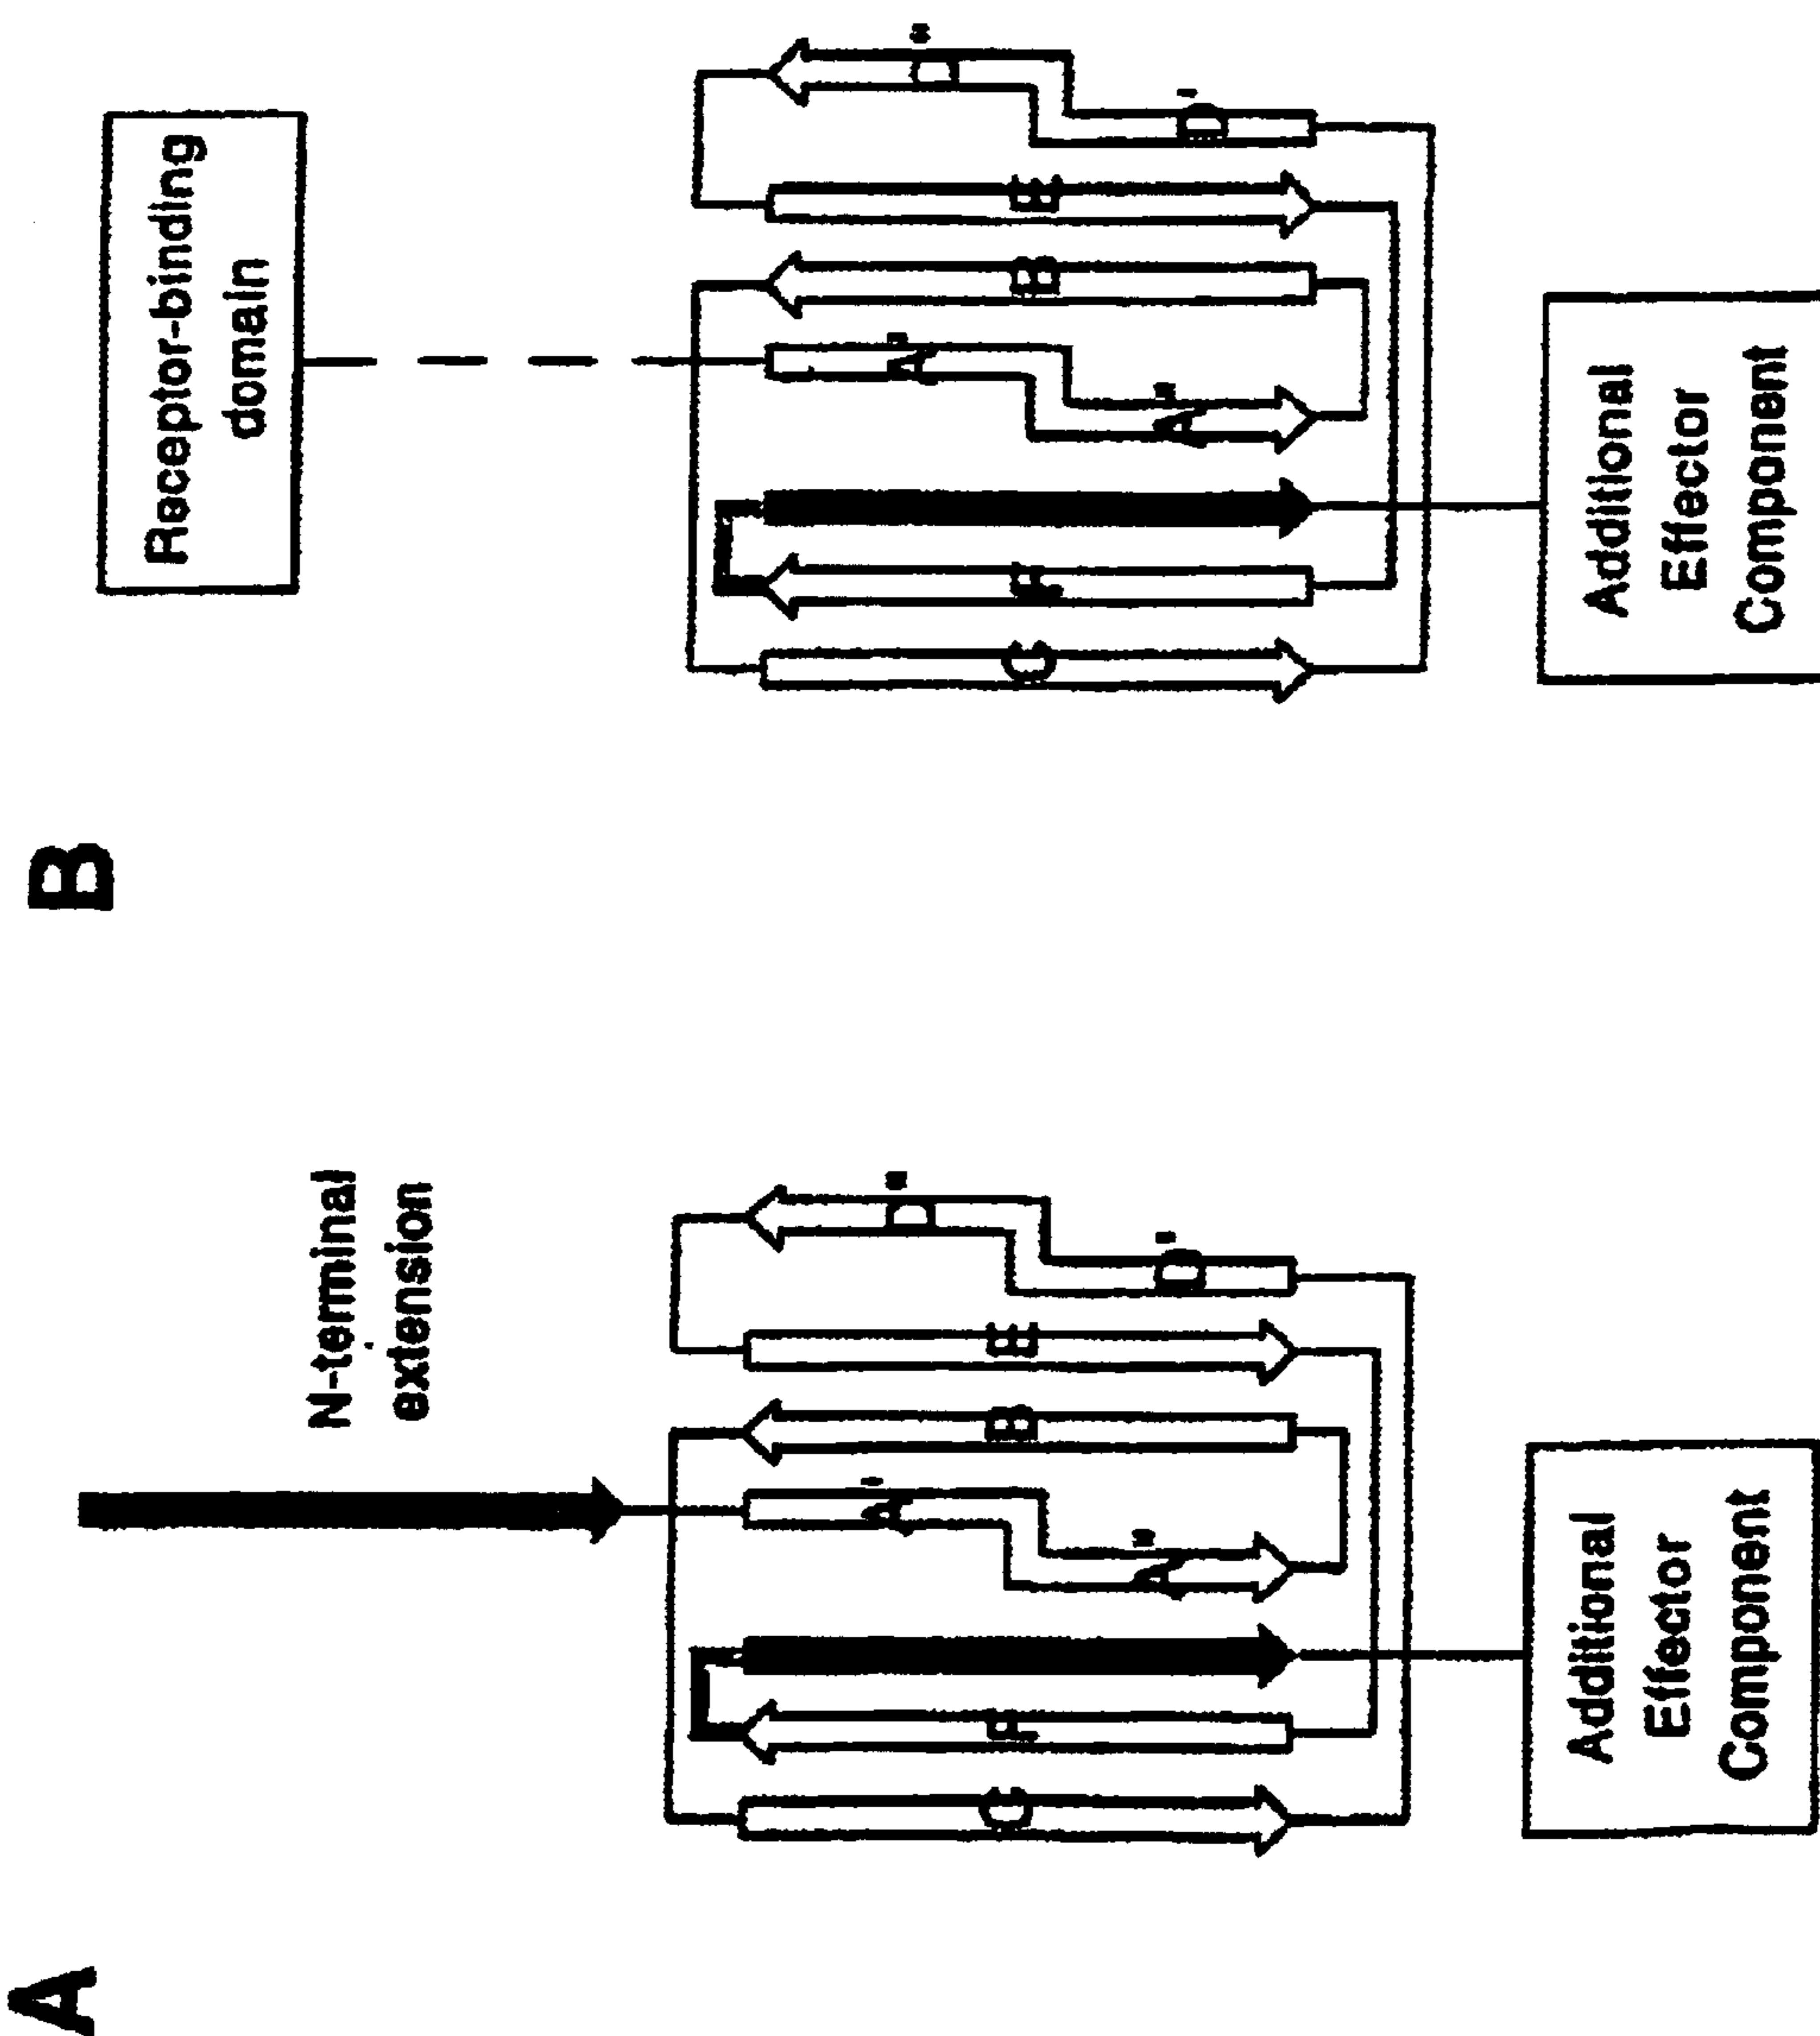 A
N-terminal
extension
A' D"
C F B E
A" D'
Additional
Effector
Component
B
Receptor-binding
domain
A' D"
C F B E
A" D'
Additional
Effector
Component